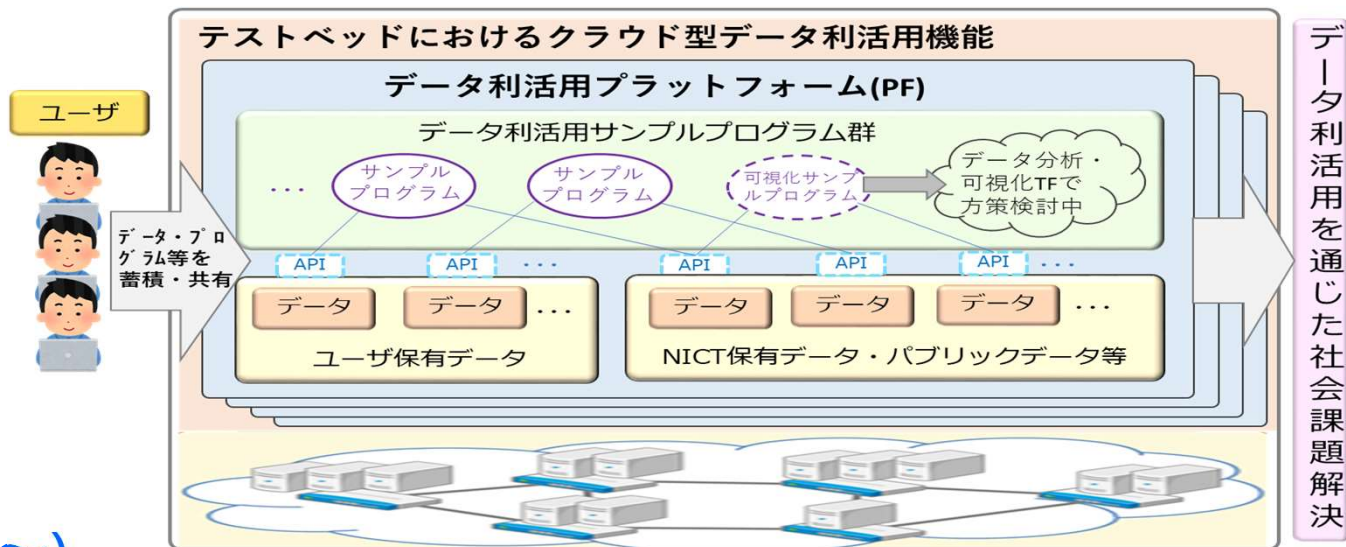 テストベッドにおけるクラウド型データ利活用機能
データ利活用プラットフォーム(PF)
ユーザ
データ利活用サンプルプログラム群
・・・
サンプル
プログラム
サンプル
プログラム
可視化サンプ
ルプログラム
データ分析・
可視化TFで
方策検討中
ﾃﾞｰﾀ・ﾌﾟﾛ
ｸﾞﾗﾑ等を
蓄積・共有
API
API
・・・
API
API
API
・・・
データ
データ
・・・
データ
データ
データ
・・・
ユーザ保有データ
NICT保有データ・パブリックデータ等
データ利活用を通じた社会課題解決